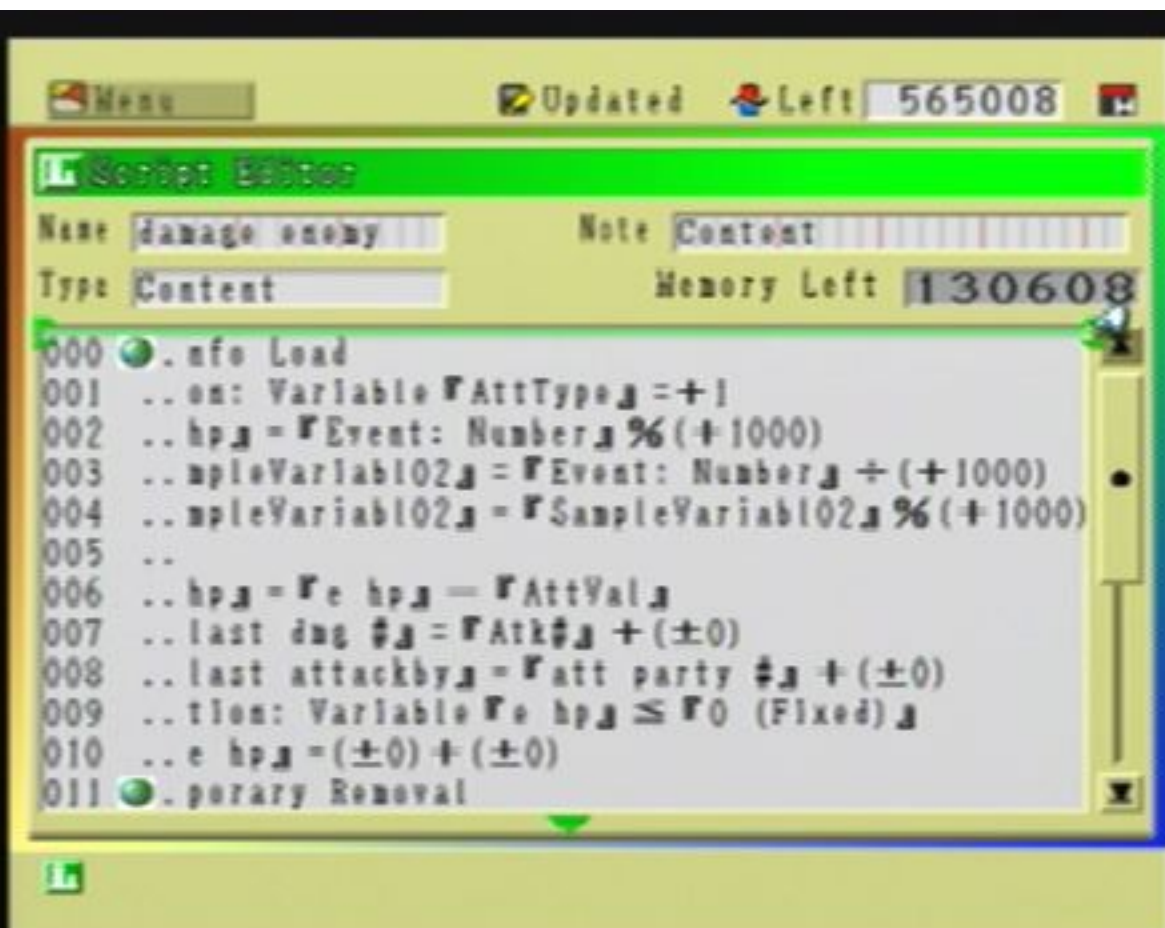 Menu Updated Left 565008
Script Editor
Name damage enemy Note Content
Type Content Memory Left 130608
000 .nfo Load
001 ..on: Variable『AttType』=+1
002 ..hp』=『Event: Number』%(+1000)
003 ..mpleVariabl02』=『Event: Number』÷(+1000)
004 ..mpleVariabl02』=『SampleVariabl02』%(+1000)
005 ..
006 ..hp』=『e hp』－『AttVal』
007 ..last dmg #』=『Atk#』+(±0)
008 ..last attackby』=『att party #』+(±0)
009 ..tion: Variable『e hp』≤『0 (Fixed)』
010 ..e hp』=(±0)+(±0)
011 .porary Removal
L